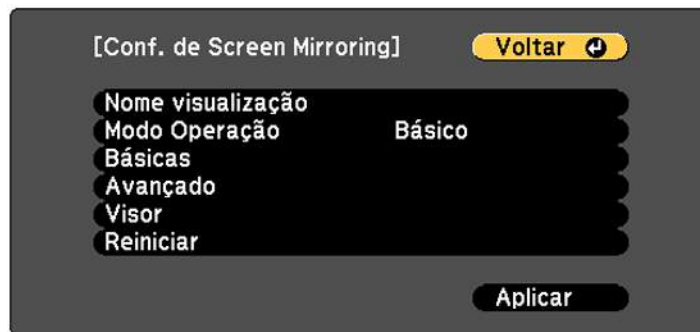 [Conf. de Screen Mirroring] Voltar
Nome visualização
Modo Operação Básico
Básicas
Avançado
Visor
Reiniciar
Aplicar